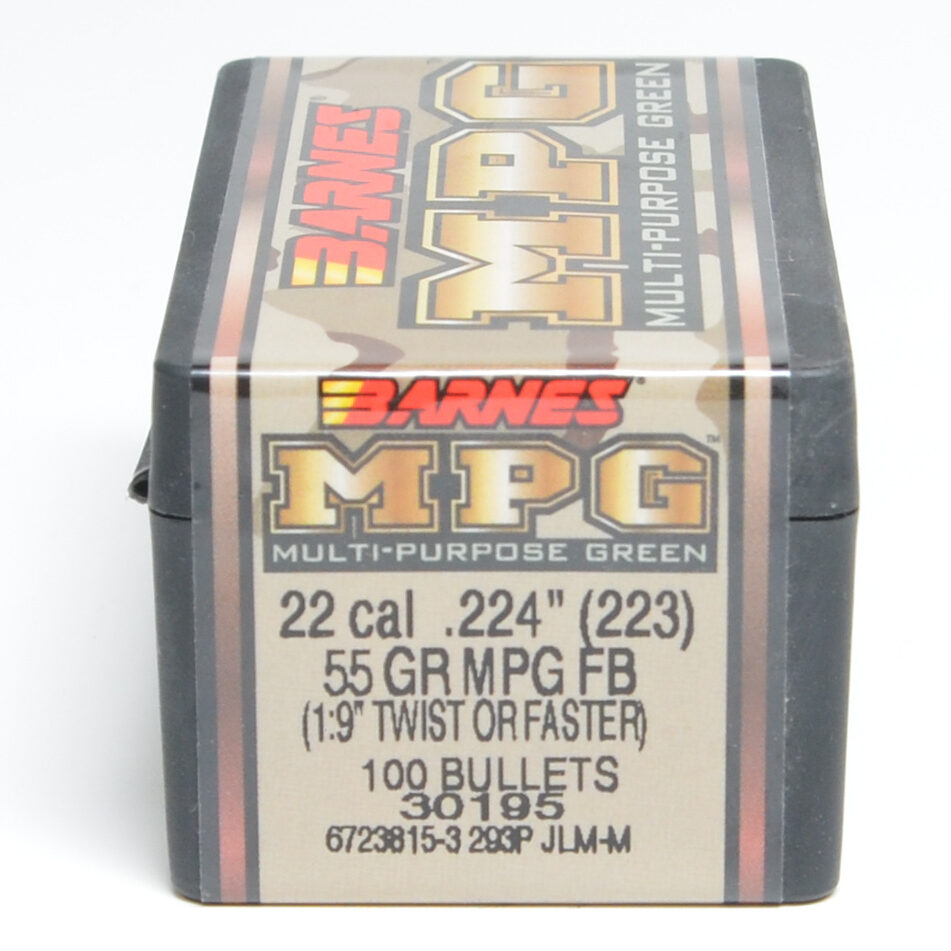 BARNES®
MPG
MULTI-PURPOSE GREEN
BARNES®
MPG™
MULTI-PURPOSE GREEN
22 cal .224" (223)
55 GR MPG FB
(1:9" TWIST OR FASTER)
100 BULLETS
30195
6723815-3 293P JLM-M